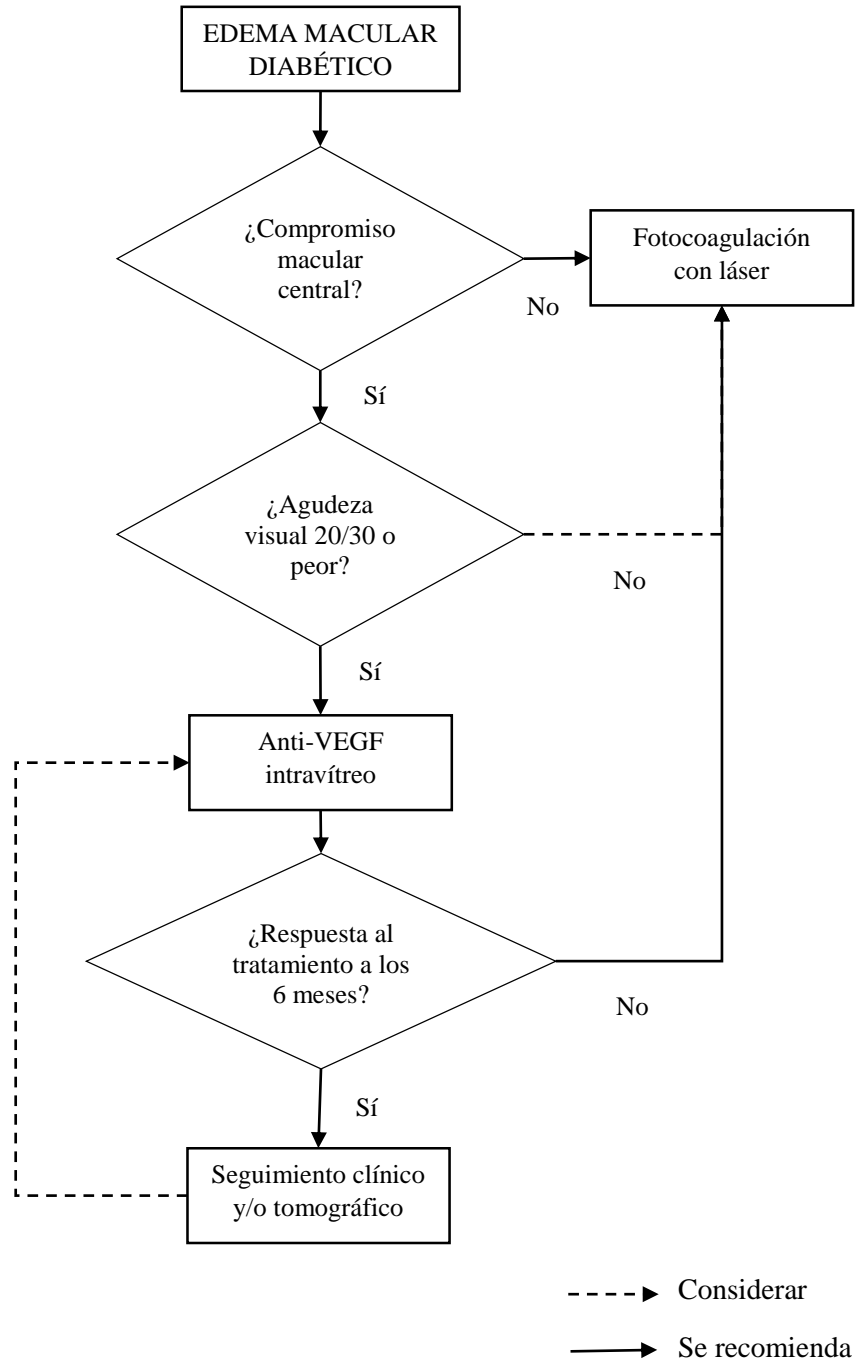 EDEMA MACULAR
DIABÉTICO
¿Compromiso
macular
central?
Fotocoagulación
con láser
No
Sí
¿Agudeza
visual 20/30 o
peor?
No
Sí
Anti-VEGF
intravítreo
¿Respuesta al
tratamiento a los
6 meses?
No
Sí
Seguimiento clínico
y/o tomográfico
Considerar
Se recomienda